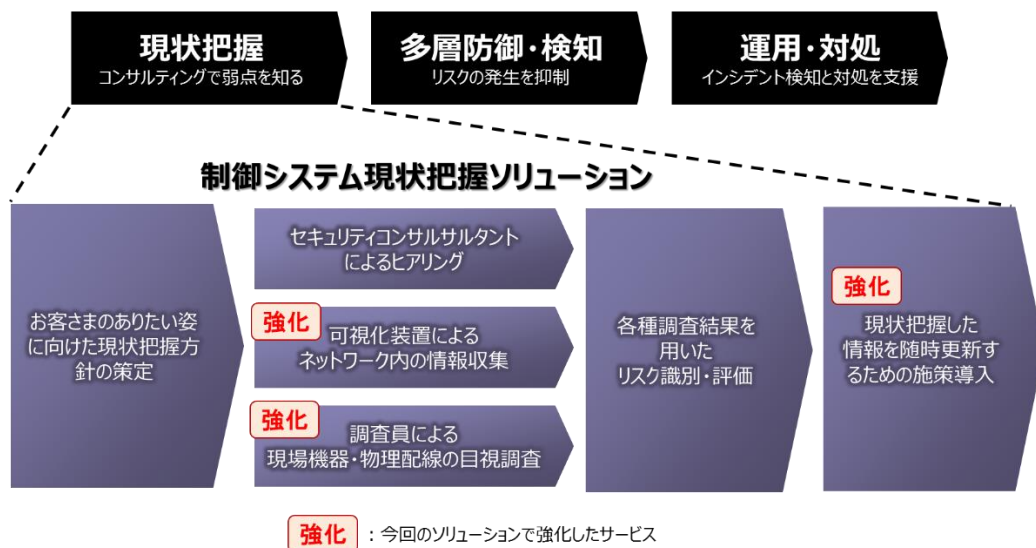 現状把握
コンサルティングで弱点を知る
多層防御・検知
リスクの発生を抑制
運用・対処
インシデント検知と対処を支援
制御システム現状把握ソリューション
お客さまのありたい姿
に向けた現状把握方
針の策定
セキュリティコンサルサルタント
によるヒアリング
強化
可視化装置による
ネットワーク内の情報収集
強化
調査員による
現場機器・物理配線の目視調査
各種調査結果を
用いた
リスク識別・評価
強化
現状把握した
情報を随時更新す
るための施策導入
強化
：今回のソリューションで強化したサービス